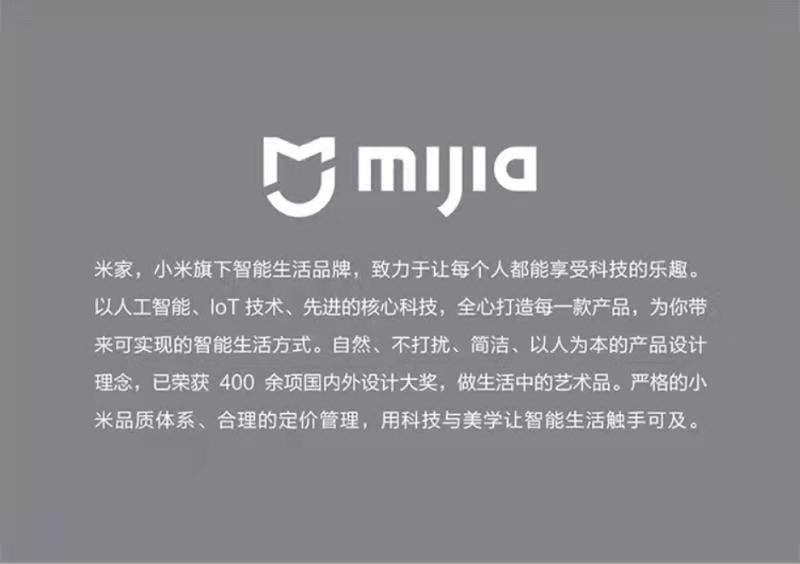 mijia
米家，小米旗下智能生活品牌，致力于让每个人都能享受科技的乐趣。
以人工智能、IoT 技术、先进的核心科技，全心打造每一款产品，为你带
来可实现的智能生活方式。自然、不打扰、简洁、以人为本的产品设计
理念，已荣获 400 余项国内外设计大奖，做生活中的艺术品。严格的小
米品质体系、合理的定价管理，用科技与美学让智能生活触手可及。